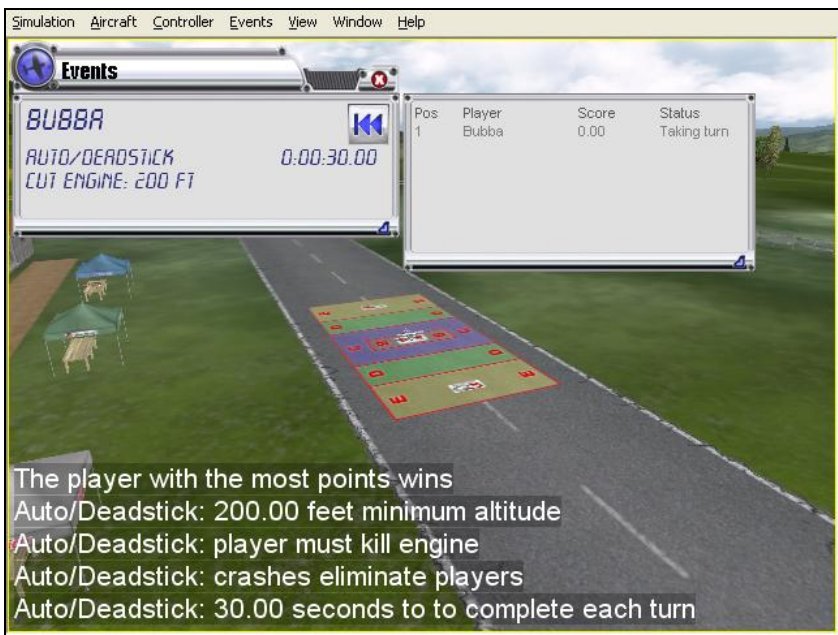 Simulation Aircraft Controller Events View Window Help
Events
BUBBA
AUTO/DEADSTICK 0:00:30.00
CUT ENGINE: 200 FT
Pos Player Score Status
1 Bubba 0.00 Taking turn
E
D D
E E
The player with the most points wins
Auto/Deadstick: 200.00 feet minimum altitude
Auto/Deadstick: player must kill engine
Auto/Deadstick: crashes eliminate players
Auto/Deadstick: 30.00 seconds to to complete each turn